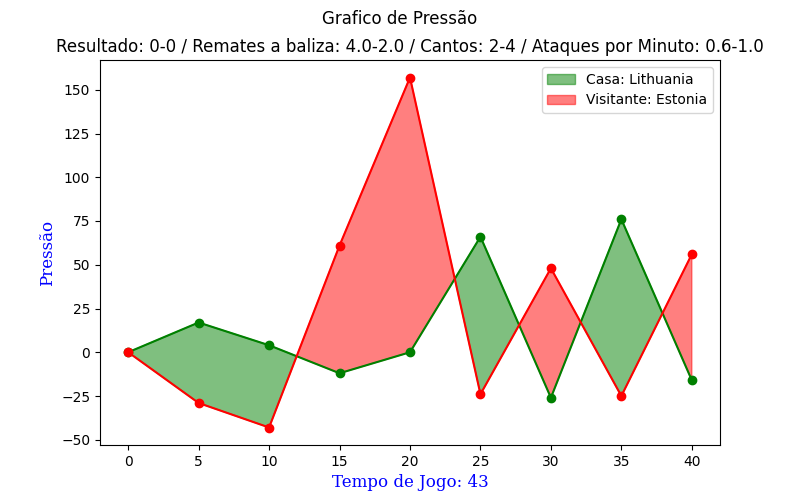 Grafico de Pressão
Resultado: 0-0 / Remates a baliza: 4.0-2.0 / Cantos: 2-4 / Ataques por Minuto: 0.6-1.0
Casa: Lithuania
Visitante: Estonia
150
125
100
75
50
25
0
−25
−50
Pressão
0 5 10 15 20 25 30 35 40
Tempo de Jogo: 43